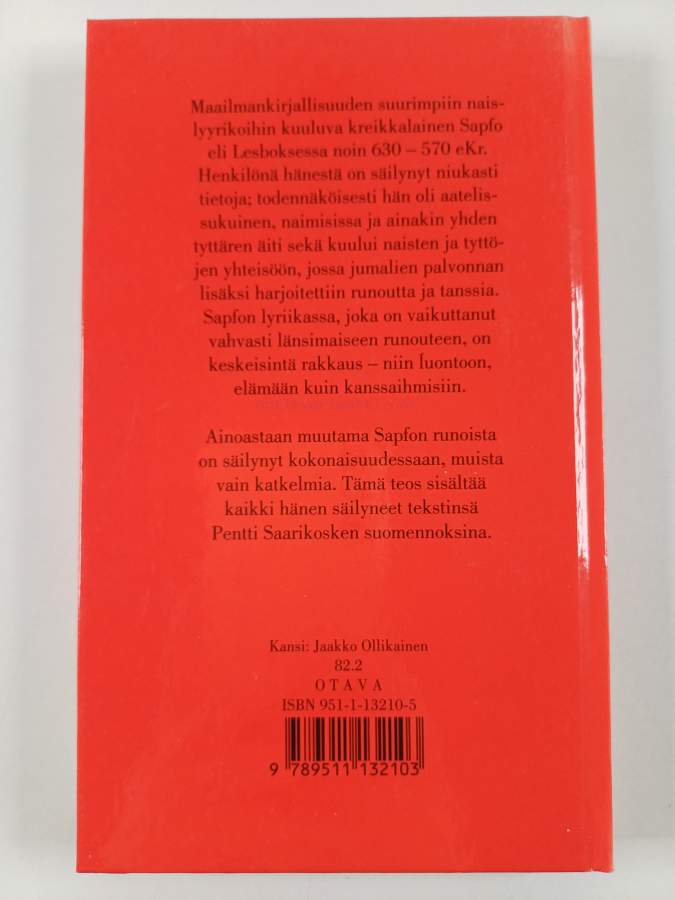 Maailmankirjallisuuden suurimpiin nais-
lyyrikoihin kuuluva kreikkalainen Sapfo
eli Lesboksessa noin 630 – 570 eKr.
Henkilönä hänestä on säilynyt niukasti
tietoja; todennäköisesti hän oli aatelis-
sukuinen, naimisissa ja ainakin yhden
tyttären äiti sekä kuului naisten ja tyttö-
jen yhteisöön, jossa jumalien palvonnan
lisäksi harjoitettiin runoutta ja tanssia.
Sapfon lyriikassa, joka on vaikuttanut
vahvasti länsimaiseen runouteen, on
keskeisintä rakkaus – niin luontoon,
elämään kuin kanssaihmisiin.
Ainoastaan muutama Sapfon runoista
on säilynyt kokonaisuudessaan, muista
vain katkelmia. Tämä teos sisältää
kaikki hänen säilyneet tekstinsä
Pentti Saarikosken suomennoksina.
Kansi: Jaakko Ollikainen
82.2
OTAVA
ISBN 951-1-13210-5
9 789511 132103